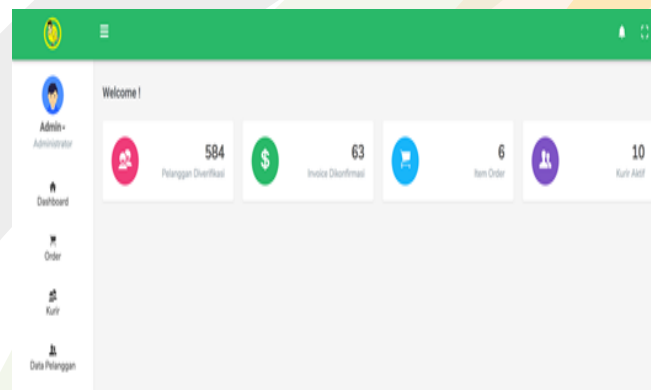 Welcome !
Admin
Administrator
584
Pelanggan Diverifikasi
63
Invoice Dikonfirmasi
6
Item Order
10
Kurir Aktif
Dashboard
Order
Kurir
Data Pelanggan